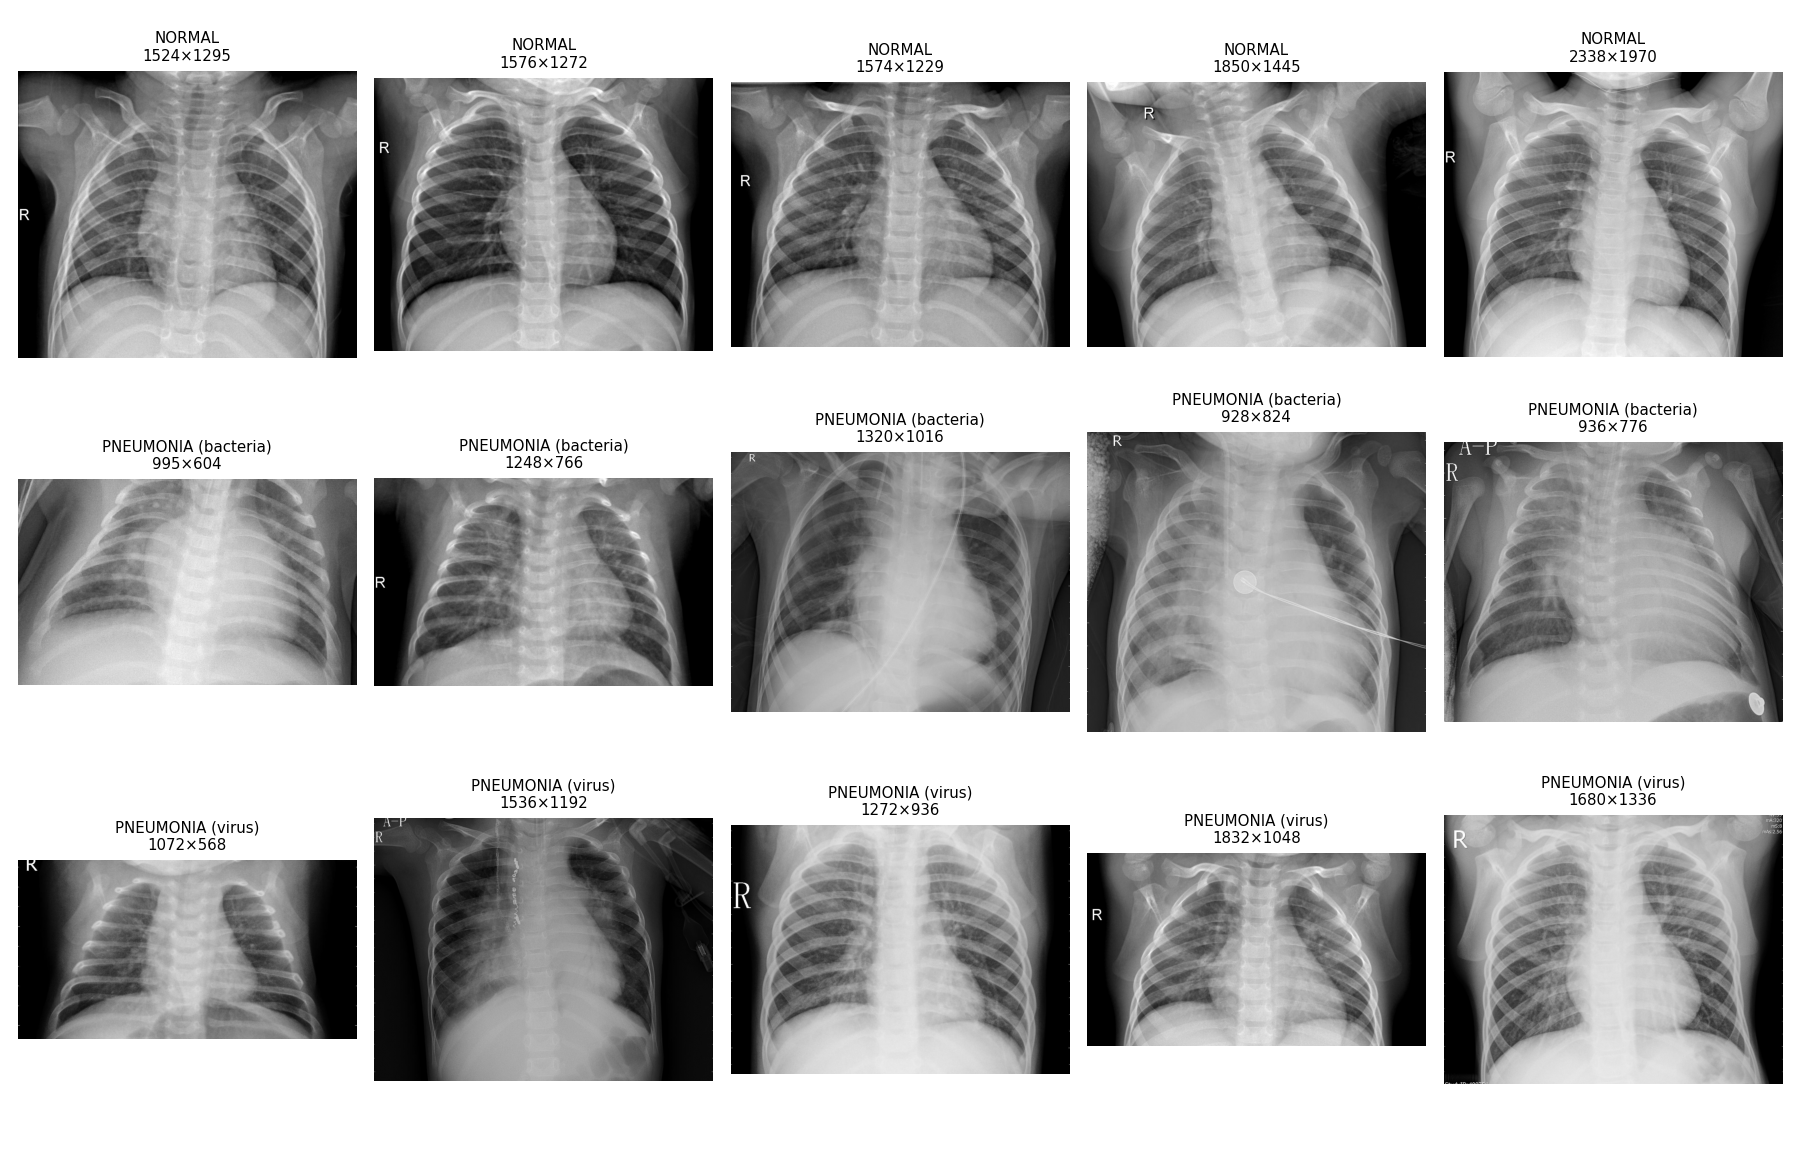 NORMAL
1524×1295
R
NORMAL
1576×1272
R
NORMAL
1574×1229
R
NORMAL
1850×1445
R
NORMAL
2338×1970
R
PNEUMONIA (bacteria)
995×604
PNEUMONIA (bacteria)
1248×766
R
PNEUMONIA (bacteria)
1320×1016
R
PNEUMONIA (bacteria)
928×824
R
PNEUMONIA (bacteria)
936×776
A-P
R
PNEUMONIA (virus)
1072×568
R
PNEUMONIA (virus)
1536×1192
A-P
R
PNEUMONIA (virus)
1272×936
R
PNEUMONIA (virus)
1832×1048
R
PNEUMONIA (virus)
1680×1336
R